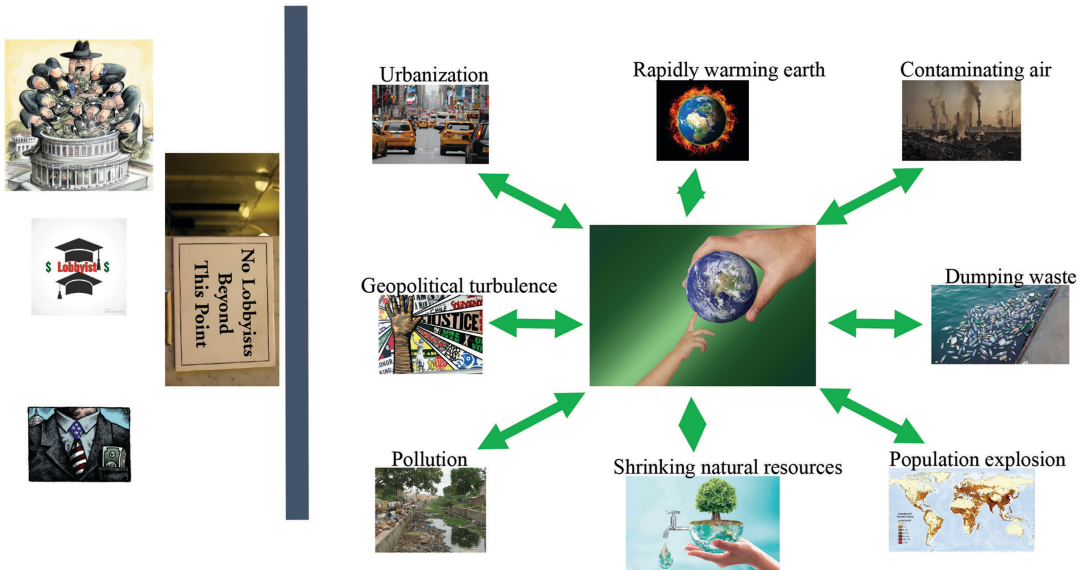 $ Lobbyist $
No Lobbyists
Beyond
This Point
Urbanization
Rapidly warming earth
Contaminating air
Geopolitical turbulence
JUSTICE
Dumping waste
Pollution
Shrinking natural resources
Population explosion